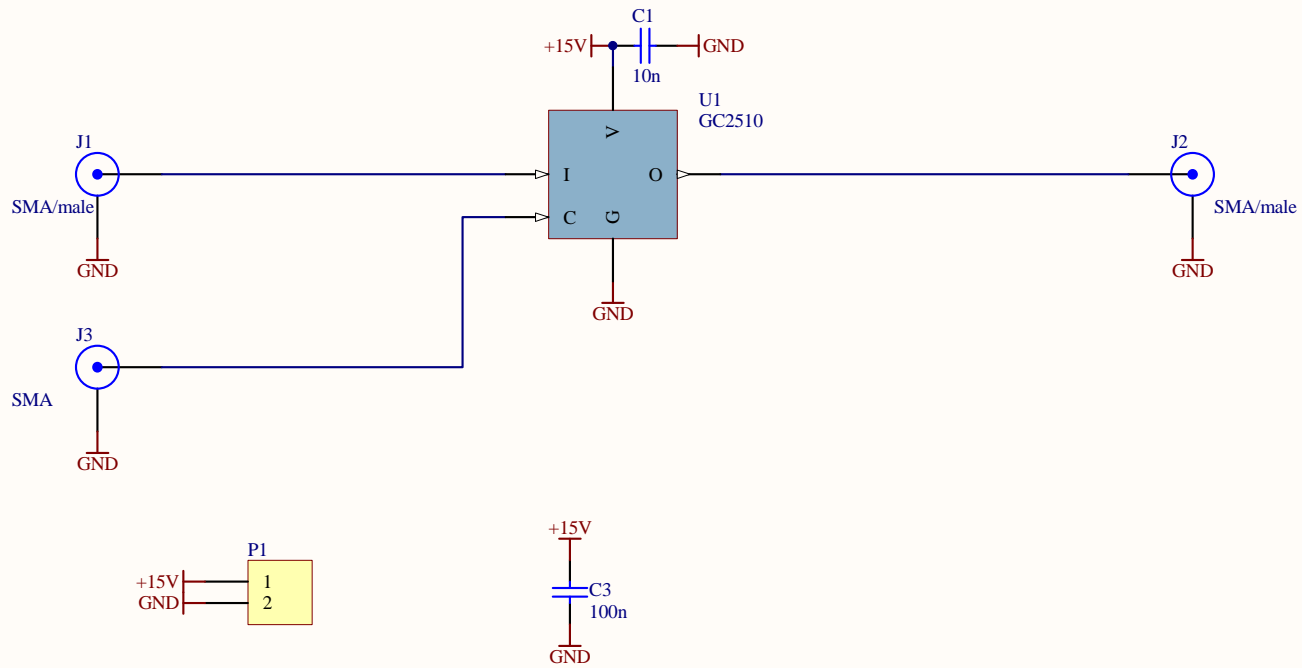 C1
+15V
GND
10n
U1
GC2510
V
J1
I
O
J2
SMA/male
C
G
SMA/male
GND
GND
GND
J3
SMA
GND
+15V
P1
+15V
1
C3
GND
2
100n
GND